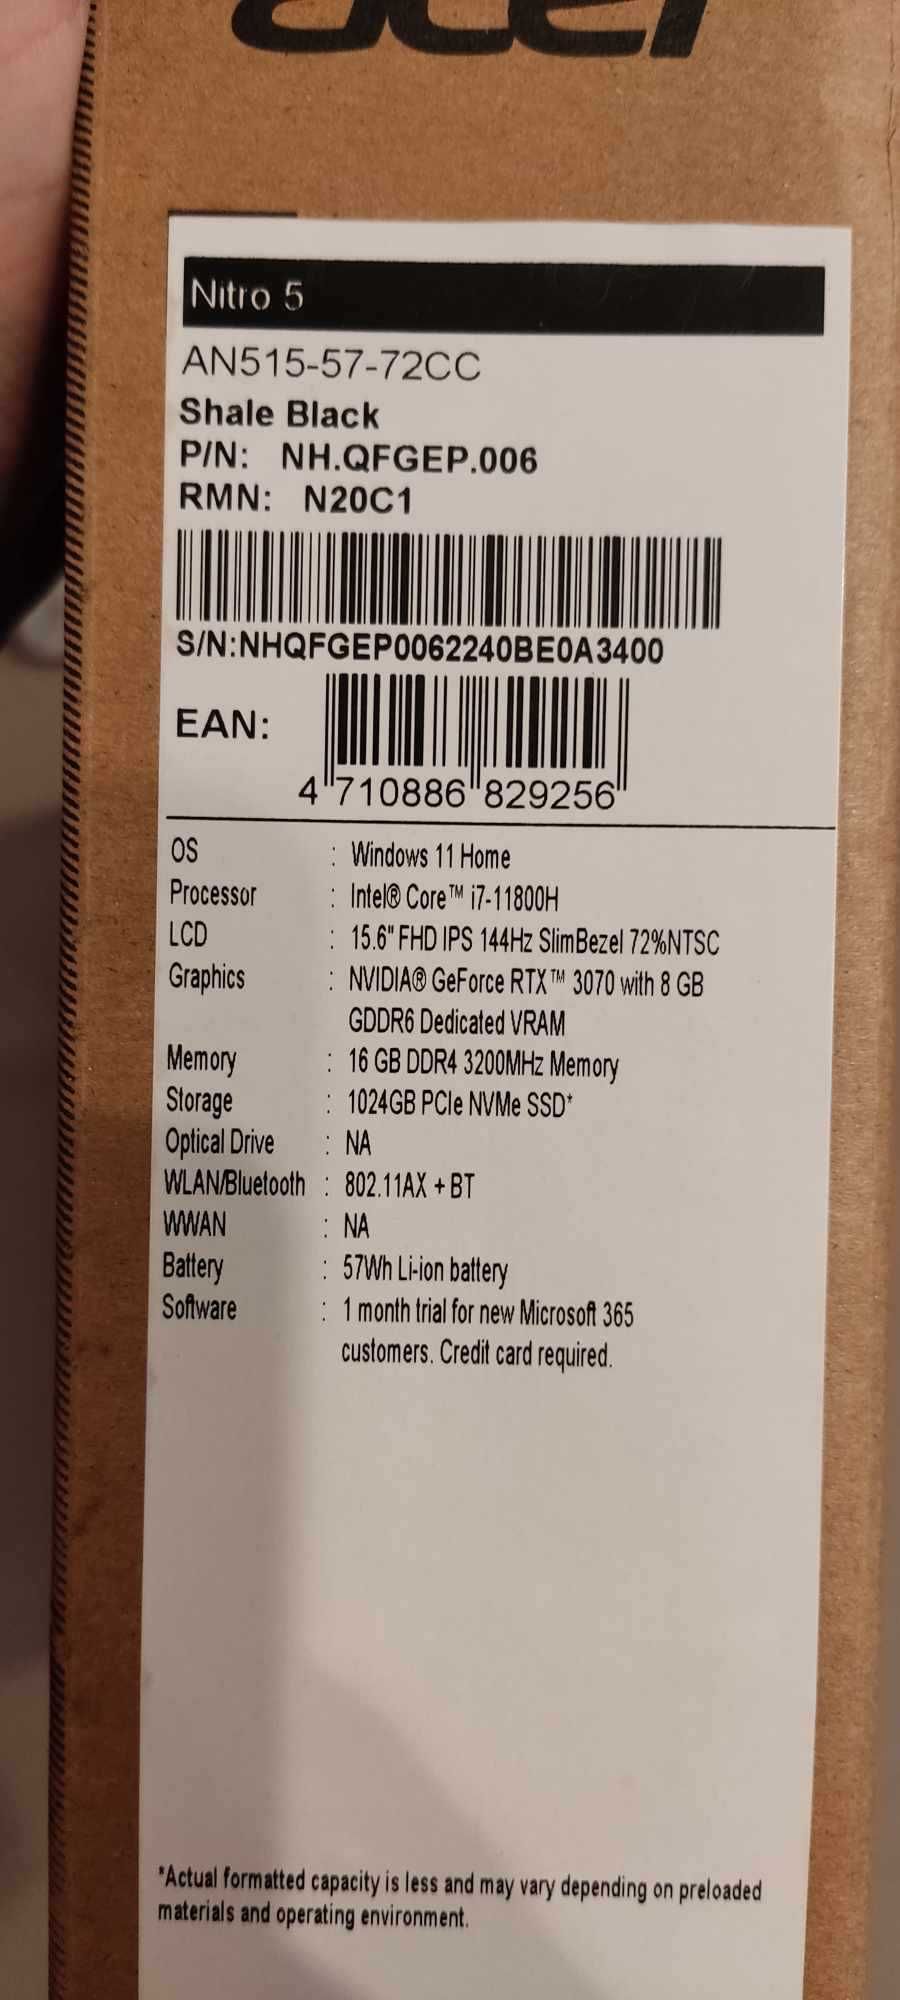 acer
Nitro 5
AN515-57-72CC
Shale Black
P/N: NH.QFGEP.006
RMN: N20C1
S/N:NHQFGEP0062240BE0A3400
EAN:
4 710886 829256
OS : Windows 11 Home
Processor : Intel® Core™ i7-11800H
LCD : 15.6" FHD IPS 144Hz SlimBezel 72%NTSC
Graphics : NVIDIA® GeForce RTX™ 3070 with 8 GB
GDDR6 Dedicated VRAM
Memory : 16 GB DDR4 3200MHz Memory
Storage : 1024GB PCIe NVMe SSD*
Optical Drive : NA
WLAN/Bluetooth : 802.11AX + BT
WWAN : NA
Battery : 57Wh Li-ion battery
Software : 1 month trial for new Microsoft 365
customers. Credit card required.
*Actual formatted capacity is less and may vary depending on preloaded
materials and operating environment.